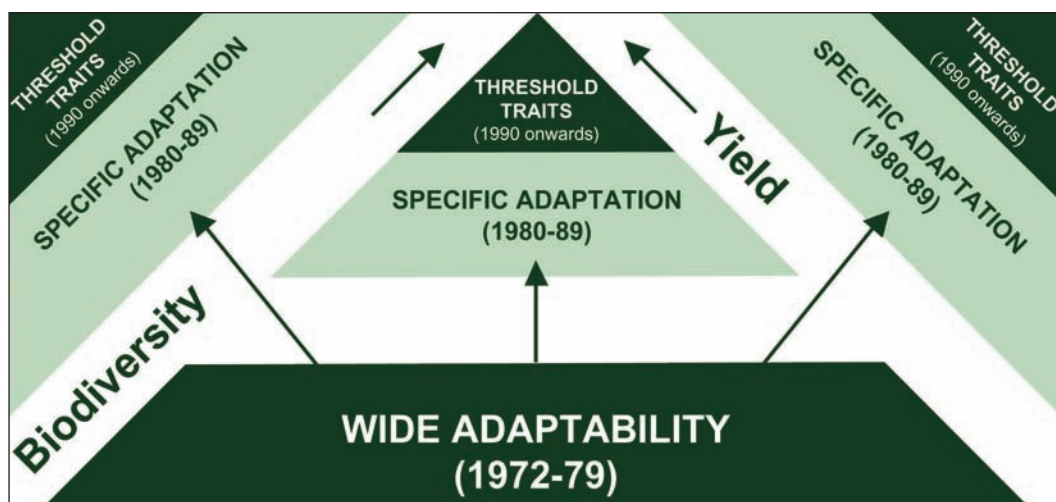 THRESHOLD
TRAITS
(1990 onwards)
SPECIFIC ADAPTATION
(1980-89)
Biodiversity
THRESHOLD
TRAITS
(1990 onwards)
SPECIFIC ADAPTATION
(1980-89)
Yield
THRESHOLD
TRAITS
(1990 onwards)
SPECIFIC ADAPTATION
(1980-89)
WIDE ADAPTABILITY
(1972-79)